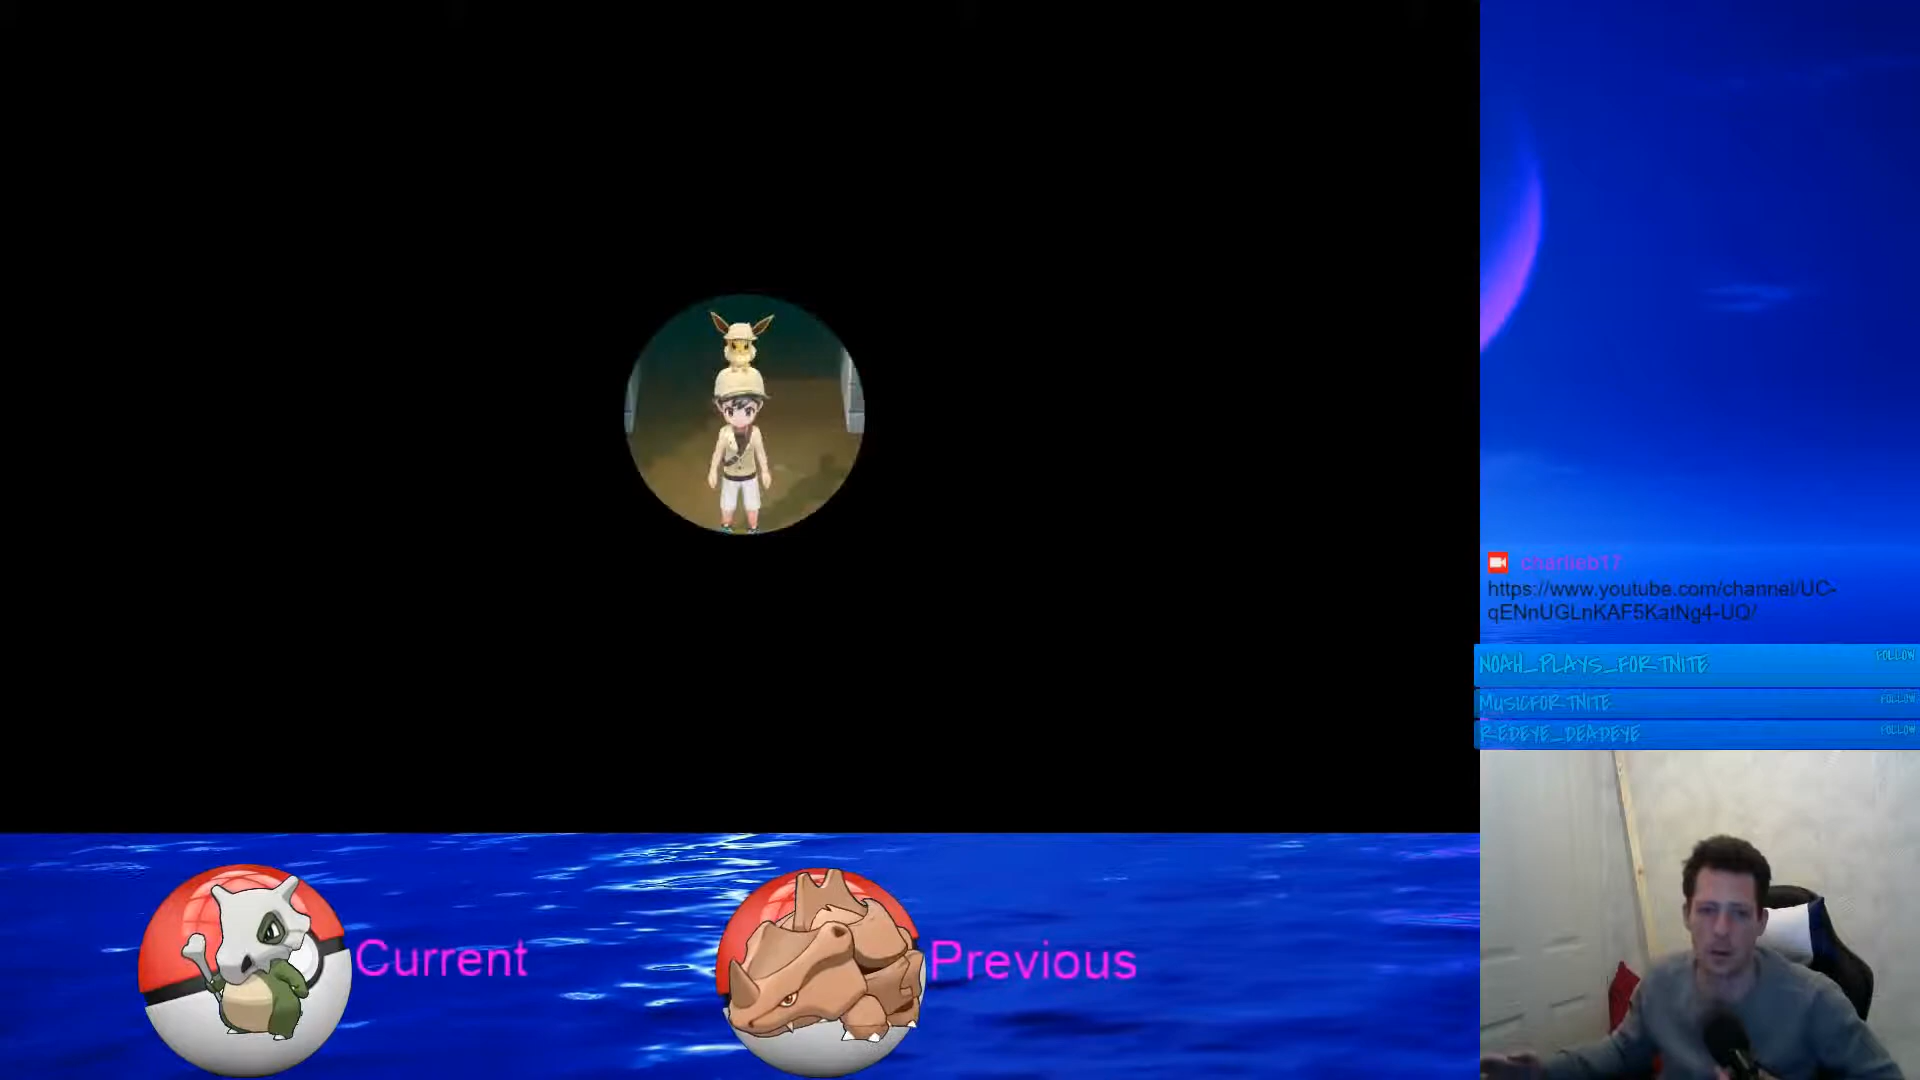 charlieb17
https://www.youtube.com/channel/UC-
qENnUGLnKAF5KatNg4-UQ/
NOAH_PLAYS_FORTNITE FOLLOW
MUSICFORTNITE FOLLOW
REDEYE_DEADEYE FOLLOW
Current
Previous